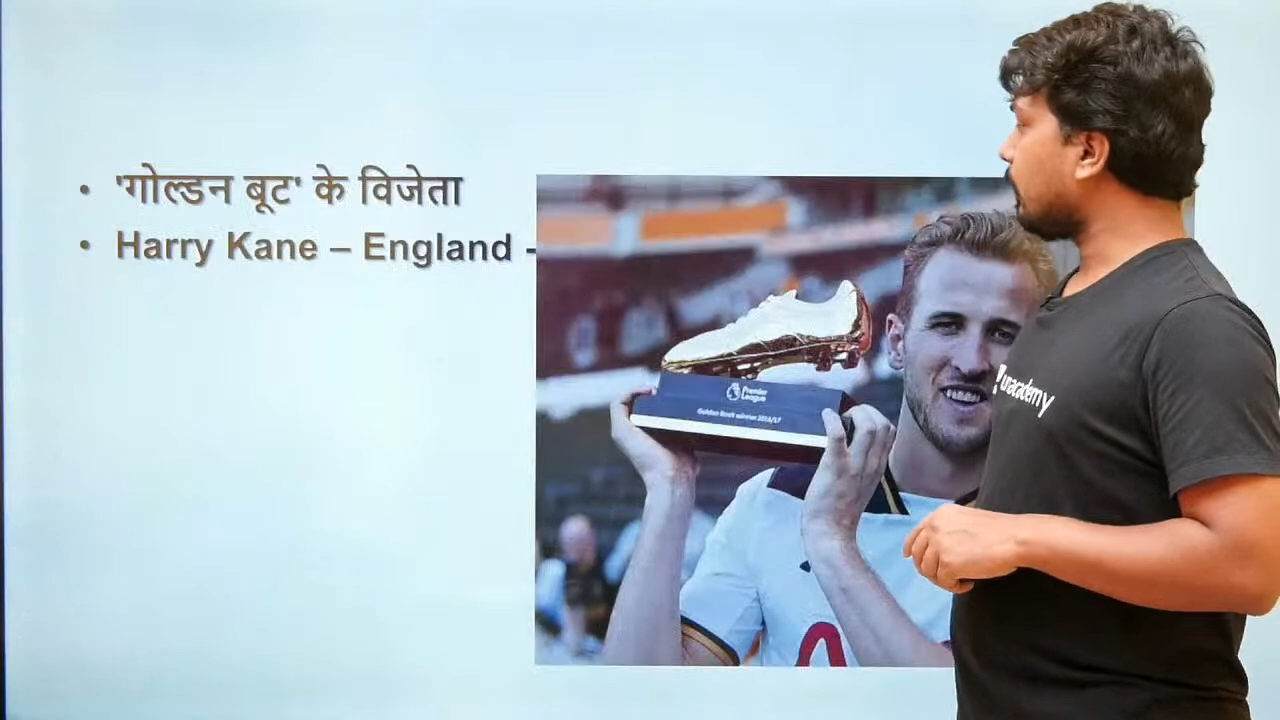 • 'गोल्डन बूट' के विजेता
• Harry Kane – England -
Premier
League
Golden Boot winner 2016/17
unacademy